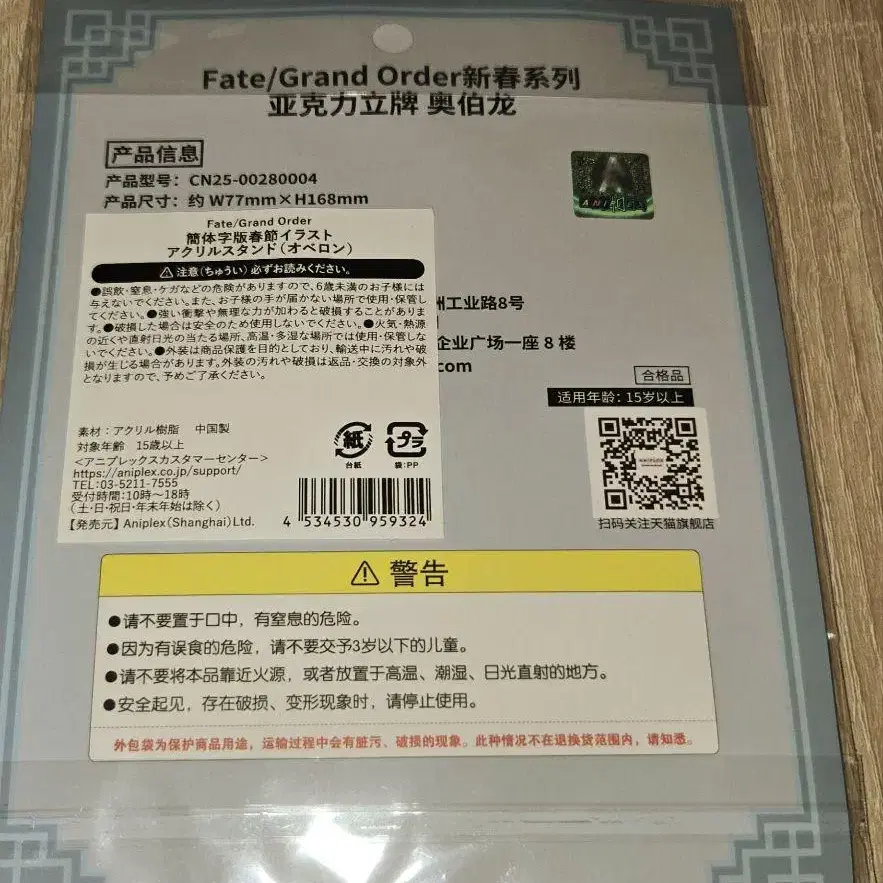 Fate/Grand Order新春系列
亚克力立牌 奥伯龙
产品信息
产品型号：CN25-00280004
产品尺寸：约 W77mm×H168mm
Fate/Grand Order
簡体字版春節イラスト
アクリルスタンド（オベロン）
⚠注意（ちゅうい）必ずお読みください。
●誤飲・窒息・ケガなどの危険がありますので、6歳未満のお子様には
与えないでください。また、お子様の手が届かない場所で使用・保管し
てください。●強い衝撃や無理な力が加わると破損することがありま
す。●破損した場合は安全のため使用しないでください。●火気・熱源
の近くや直射日光の当たる場所、高温・多湿な場所では使用・保管しな
いでください。●外装は商品保護を目的としており、輸送中に汚れや破
損が生じる場合があります。外装の汚れや破損は返品・交換の対象外
となりますので、予めご了承ください。
素材：アクリル樹脂 中国製
対象年齢 15歳以上
<アニプレックスカスタマーセンター>
https://aniplex.co.jp/support/
TEL:03-5211-7555
受付時間：10時～18時
（土・日・祝日・年末年始は除く）
【発売元】Aniplex(Shanghai)Ltd.
紙
台紙
プラ
袋：PP
4 534530 959324
州工业路8号
企业广场一座 8 楼
.com
合格品
适用年龄：15岁以上
扫码关注天猫旗舰店
⚠警告
●请不要置于口中，有窒息的危险。
●因为有误食的危险，请不要交予3岁以下的儿童。
●请不要将本品靠近火源，或者放置于高温、潮湿、日光直射的地方。
●安全起见，存在破损、变形现象时，请停止使用。
外包袋为保护商品用途，运输过程中会有脏污、破损的现象。此种情况不在退换货范围内，请知悉。